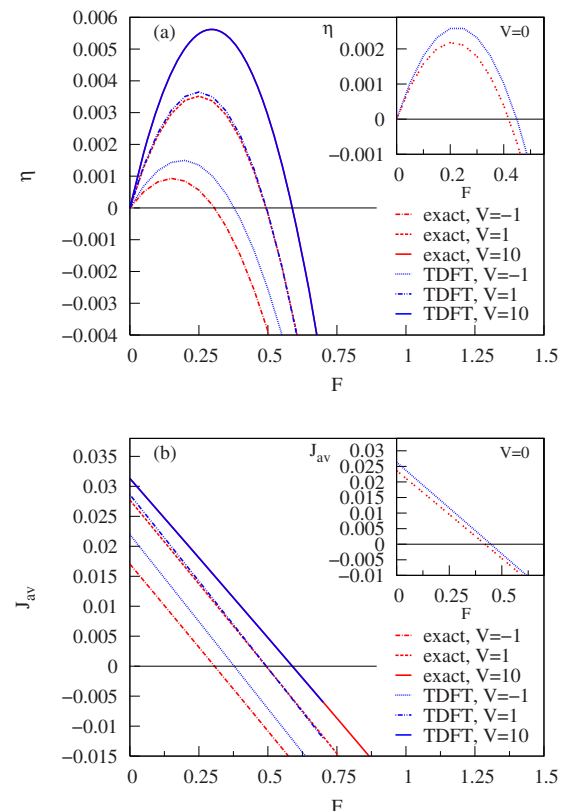 0.006
(a)
η
V=0
0.005
0.002
0.004
0.001
0.003
0
0.002
−0.001
0.001
0
0.2
0.4
F
η
0
exact, V=−1
−0.001
exact, V=1
exact, V=10
−0.002
TDFT, V=−1
−0.003
TDFT, V=1
TDFT, V=10
−0.004
0
0.25
0.5
0.75
1
1.25
1.5
F
0.035
(b)
J_av
V=0
0.03
0.03
0.025
0.02
0.025
0.015
0.01
0.02
0.005
0
0.015
−0.005
−0.01
0.01
0
0.5
F
J_av
0.005
exact, V=−1
0
exact, V=1
exact, V=10
−0.005
TDFT, V=−1
−0.01
TDFT, V=1
TDFT, V=10
−0.015
0
0.25
0.5
0.75
1
1.25
1.5
F